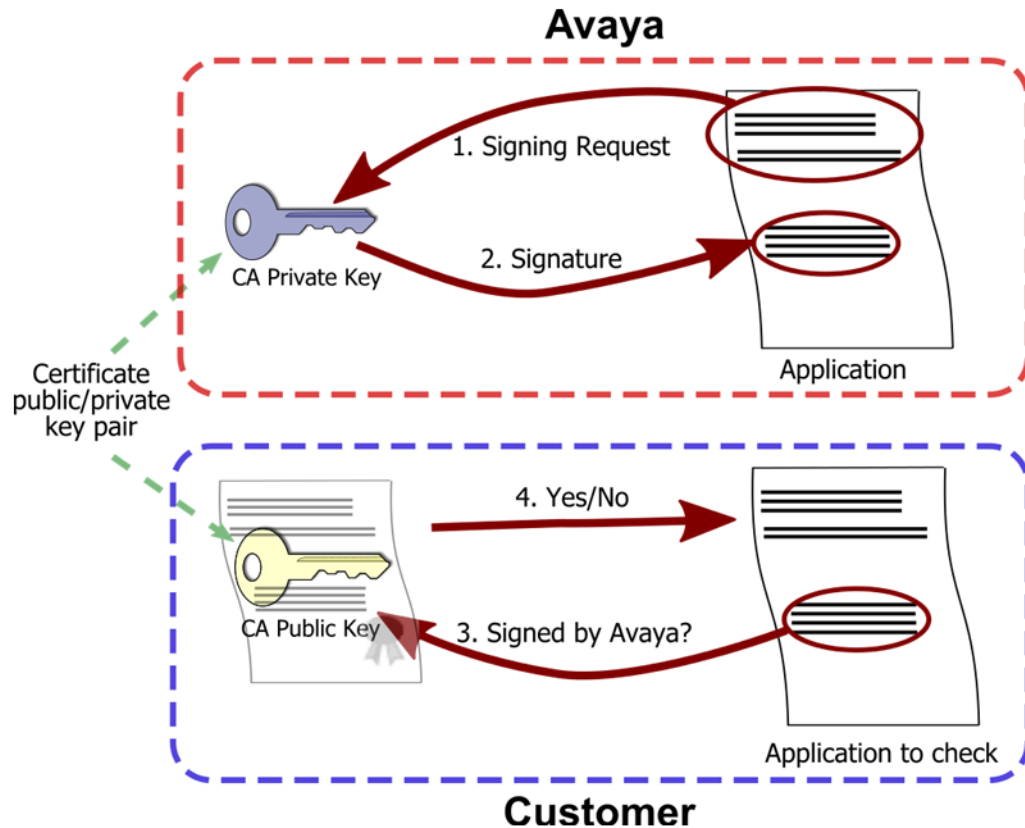 Avaya
1. Signing Request
2. Signature
CA Private Key
Application
Certificate
public/private
key pair
4. Yes/No
CA Public Key
3. Signed by Avaya?
Application to check
Customer